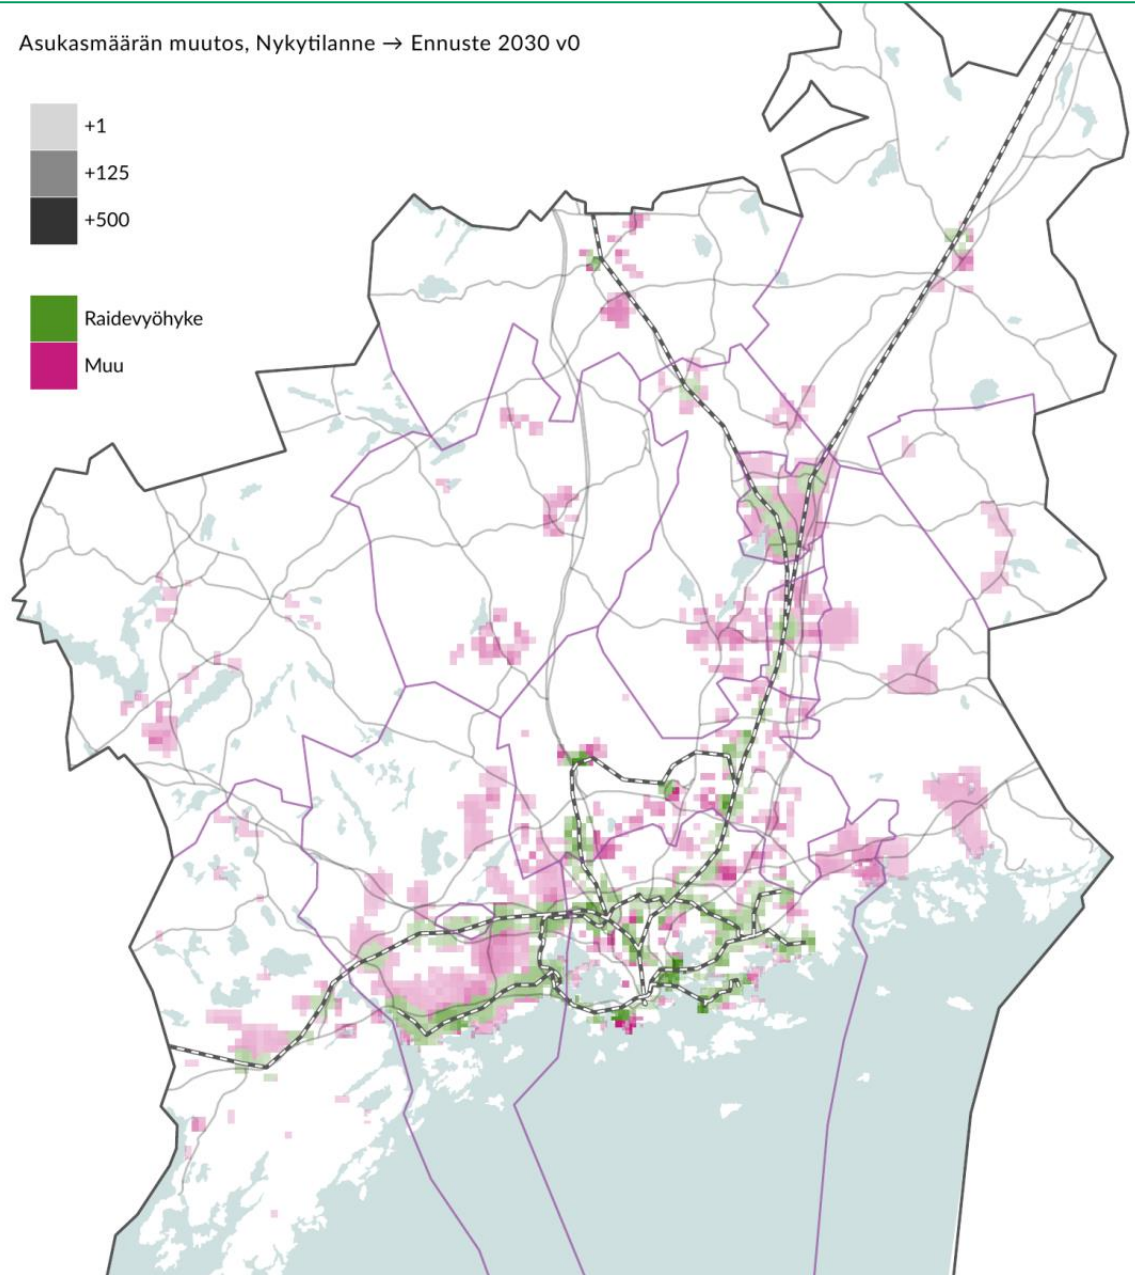 Asukasmäärän muutos, Nykytilanne → Ennuste 2030 v0
+1
+125
+500
Raidevyöhyke
Muu